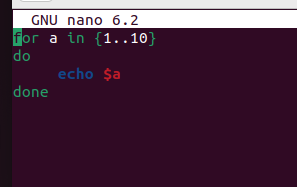 GNU nano 6.2
for a in {1..10}
do
echo $a
done